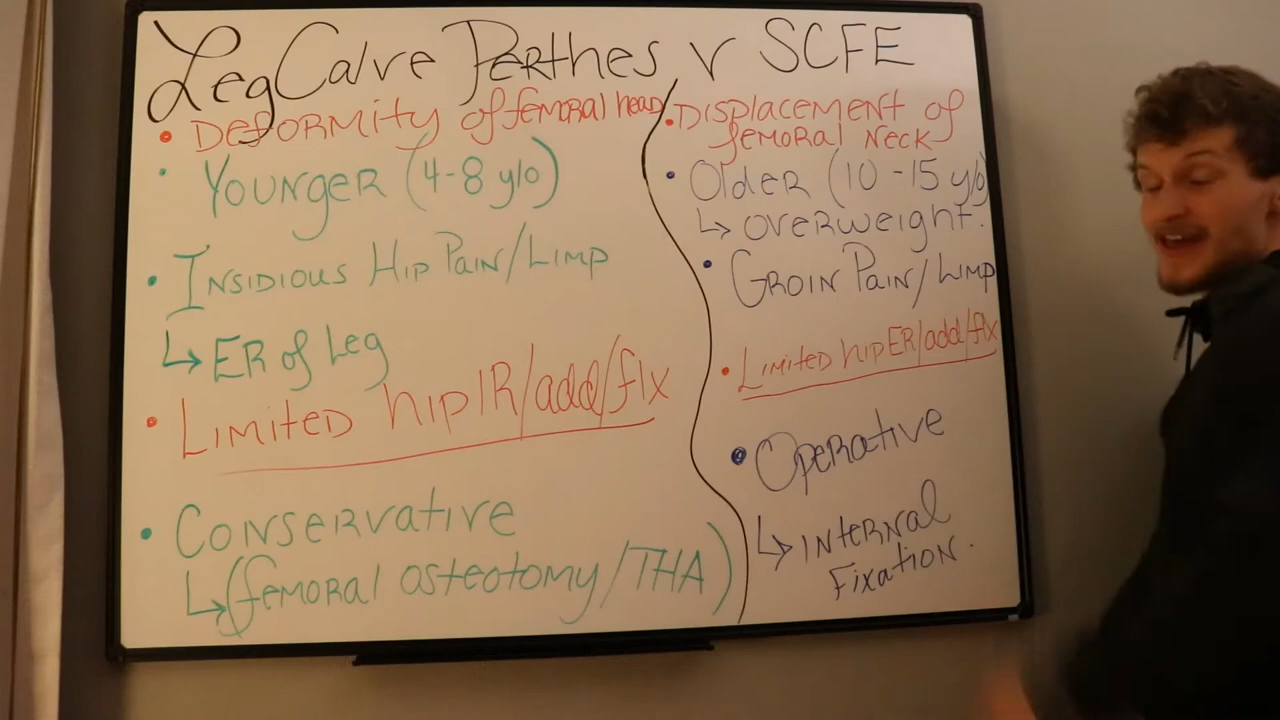 Leg Calve Perthes v SCFE
• Deformity of femoral head
• Younger (4-8 y/o)
• Insidious Hip Pain/Limp
↳ ER of Leg
• Limited hip IR/add/flx
• Conservative
↳ (femoral osteotomy/THA)
• Displacement of
femoral neck
• Older (10-15 y/o)
↳ overweight.
• Groin Pain/Limp
• Limited hip ER/add/flx
• Operative
↳ internal
Fixation.